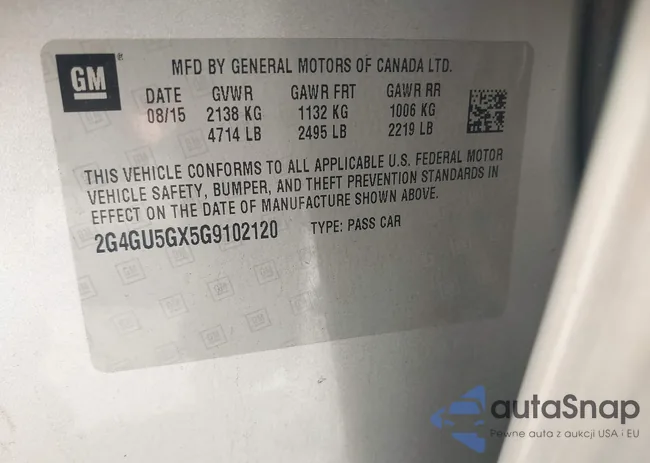 GM
MFD BY GENERAL MOTORS OF CANADA LTD.
DATE GVWR GAWR FRT GAWR RR
08/15 2138 KG 1132 KG 1006 KG
4714 LB 2495 LB 2219 LB
THIS VEHICLE CONFORMS TO ALL APPLICABLE U.S. FEDERAL MOTOR
VEHICLE SAFETY, BUMPER, AND THEFT PREVENTION STANDARDS IN
EFFECT ON THE DATE OF MANUFACTURE SHOWN ABOVE.
2G4GU5GX5G9102120 TYPE: PASS CAR
autaSnap
Pewne auta z aukcji USA i EU